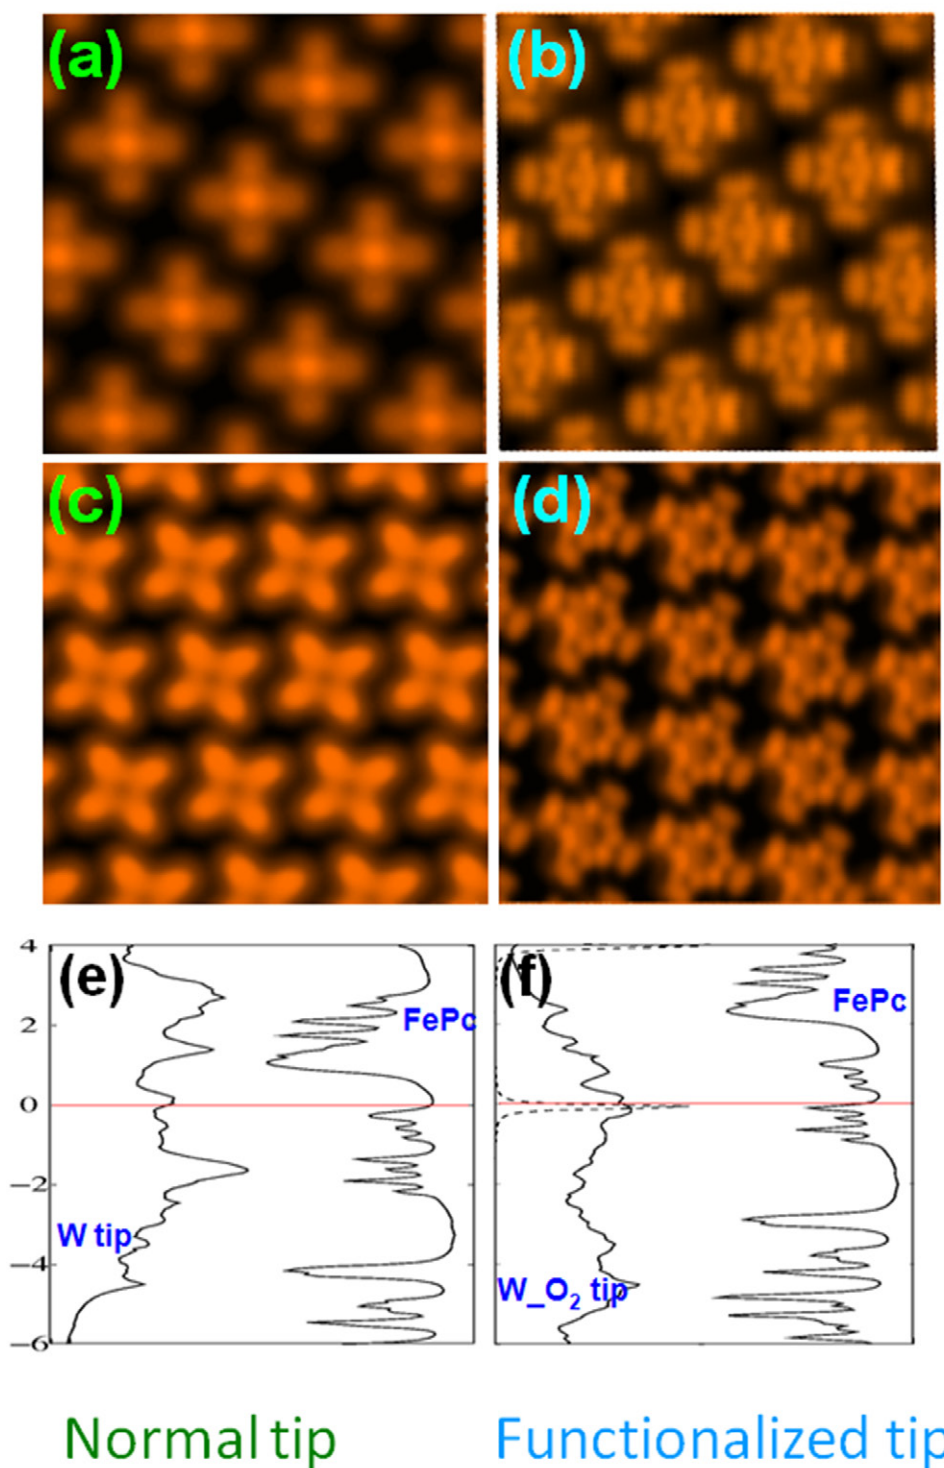 (a)
(b)
(c)
(d)
(e)
(f)
4
2
0
−2
−4
−6
FePc
W tip
FePc
W_O₂ tip
Normal tip
Functionalized tip